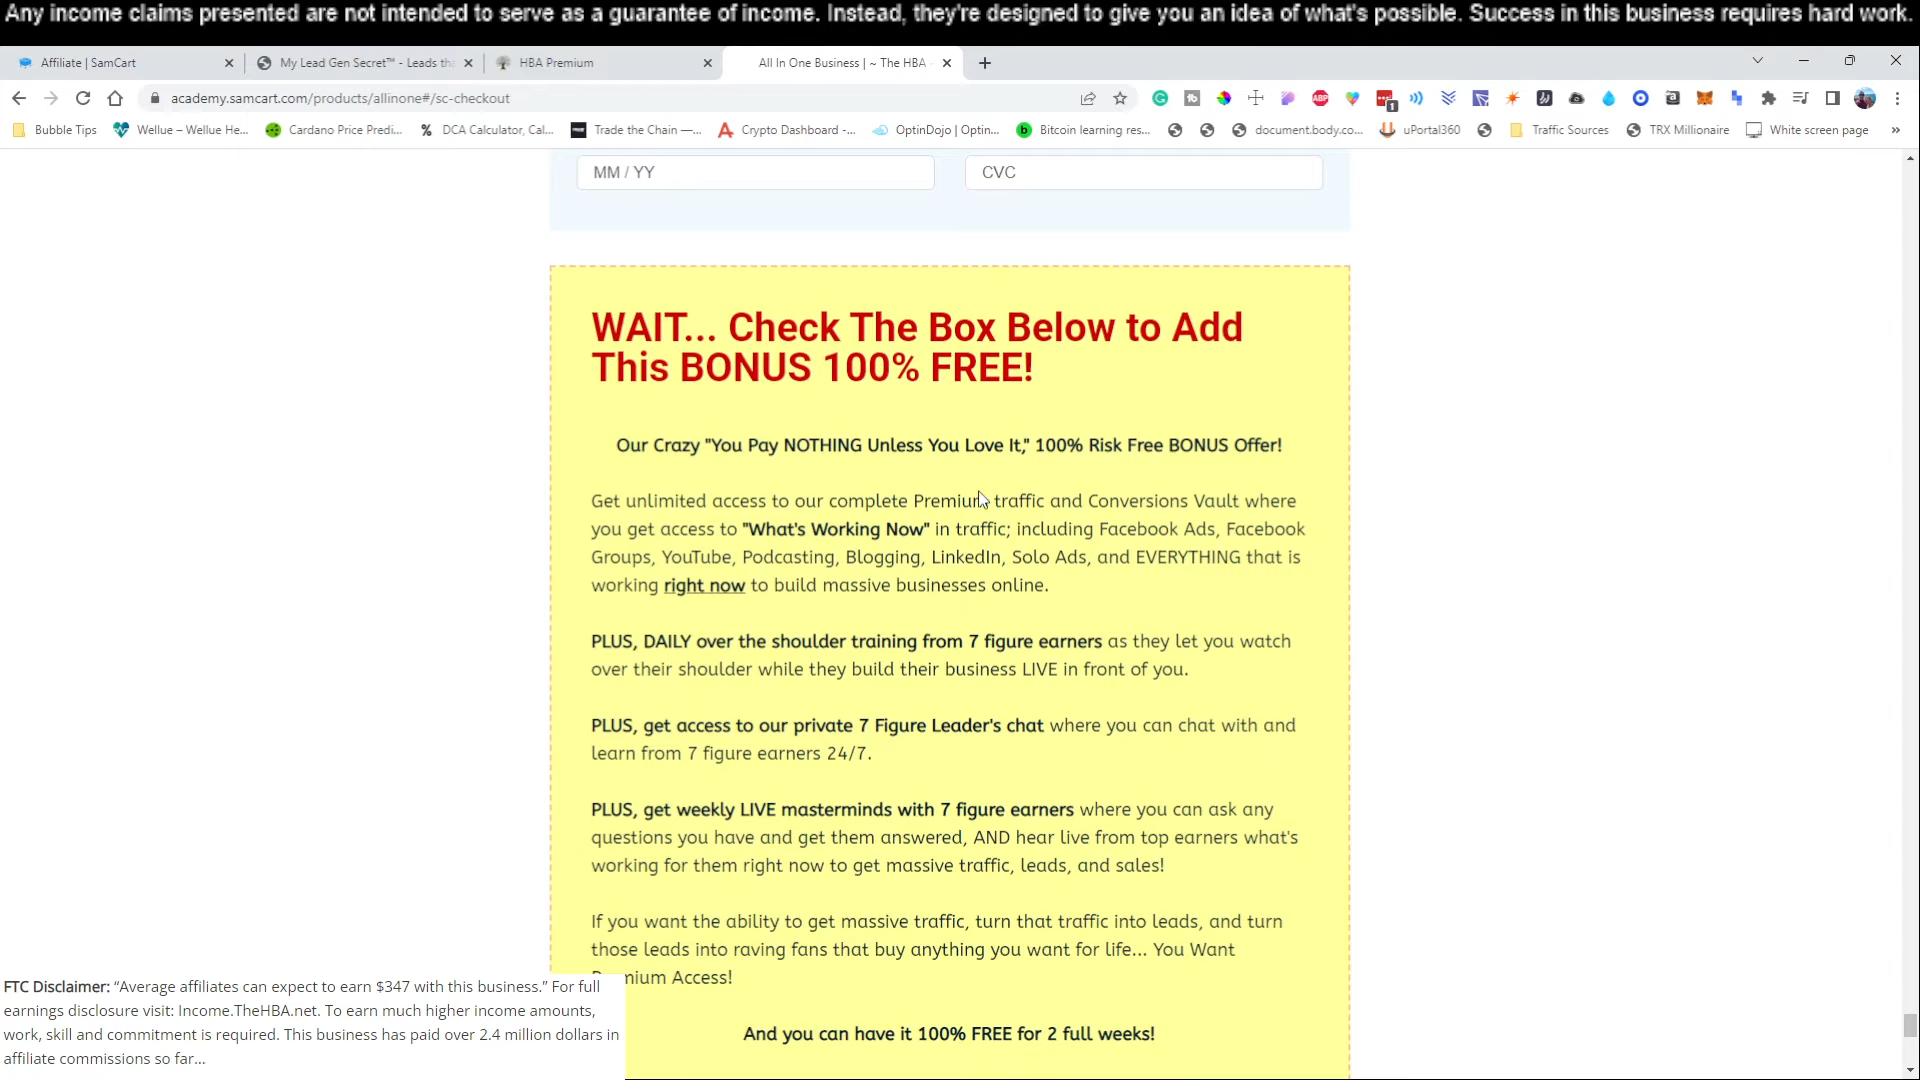 Any income claims presented are not intended to serve as a guarantee of income. Instead, they're designed to give you an idea of what's possible. Success in this business requires hard work.
Affiliate | SamCart
My Lead Gen Secret™ - Leads tha
HBA Premium
All In One Business | ~ The HBA -
academy.samcart.com/products/allinone#/sc-checkout
Bubble Tips
Wellue – Wellue He...
Cardano Price Predi...
DCA Calculator, Cal...
Trade the Chain —...
Crypto Dashboard -...
OptinDojo | Optin...
Bitcoin learning res...
document.body.co...
uPortal360
Traffic Sources
TRX Millionaire
White screen page
»
MM / YY
CVC
WAIT... Check The Box Below to Add
This BONUS 100% FREE!
Our Crazy "You Pay NOTHING Unless You Love It," 100% Risk Free BONUS Offer!
Get unlimited access to our complete Premium traffic and Conversions Vault where
you get access to "What's Working Now" in traffic; including Facebook Ads, Facebook
Groups, YouTube, Podcasting, Blogging, LinkedIn, Solo Ads, and EVERYTHING that is
working right now to build massive businesses online.
PLUS, DAILY over the shoulder training from 7 figure earners as they let you watch
over their shoulder while they build their business LIVE in front of you.
PLUS, get access to our private 7 Figure Leader's chat where you can chat with and
learn from 7 figure earners 24/7.
PLUS, get weekly LIVE masterminds with 7 figure earners where you can ask any
questions you have and get them answered, AND hear live from top earners what's
working for them right now to get massive traffic, leads, and sales!
If you want the ability to get massive traffic, turn that traffic into leads, and turn
those leads into raving fans that buy anything you want for life... You Want
Premium Access!
And you can have it 100% FREE for 2 full weeks!
FTC Disclaimer: “Average affiliates can expect to earn $347 with this business.” For full
earnings disclosure visit: Income.TheHBA.net. To earn much higher income amounts,
work, skill and commitment is required. This business has paid over 2.4 million dollars in
affiliate commissions so far...